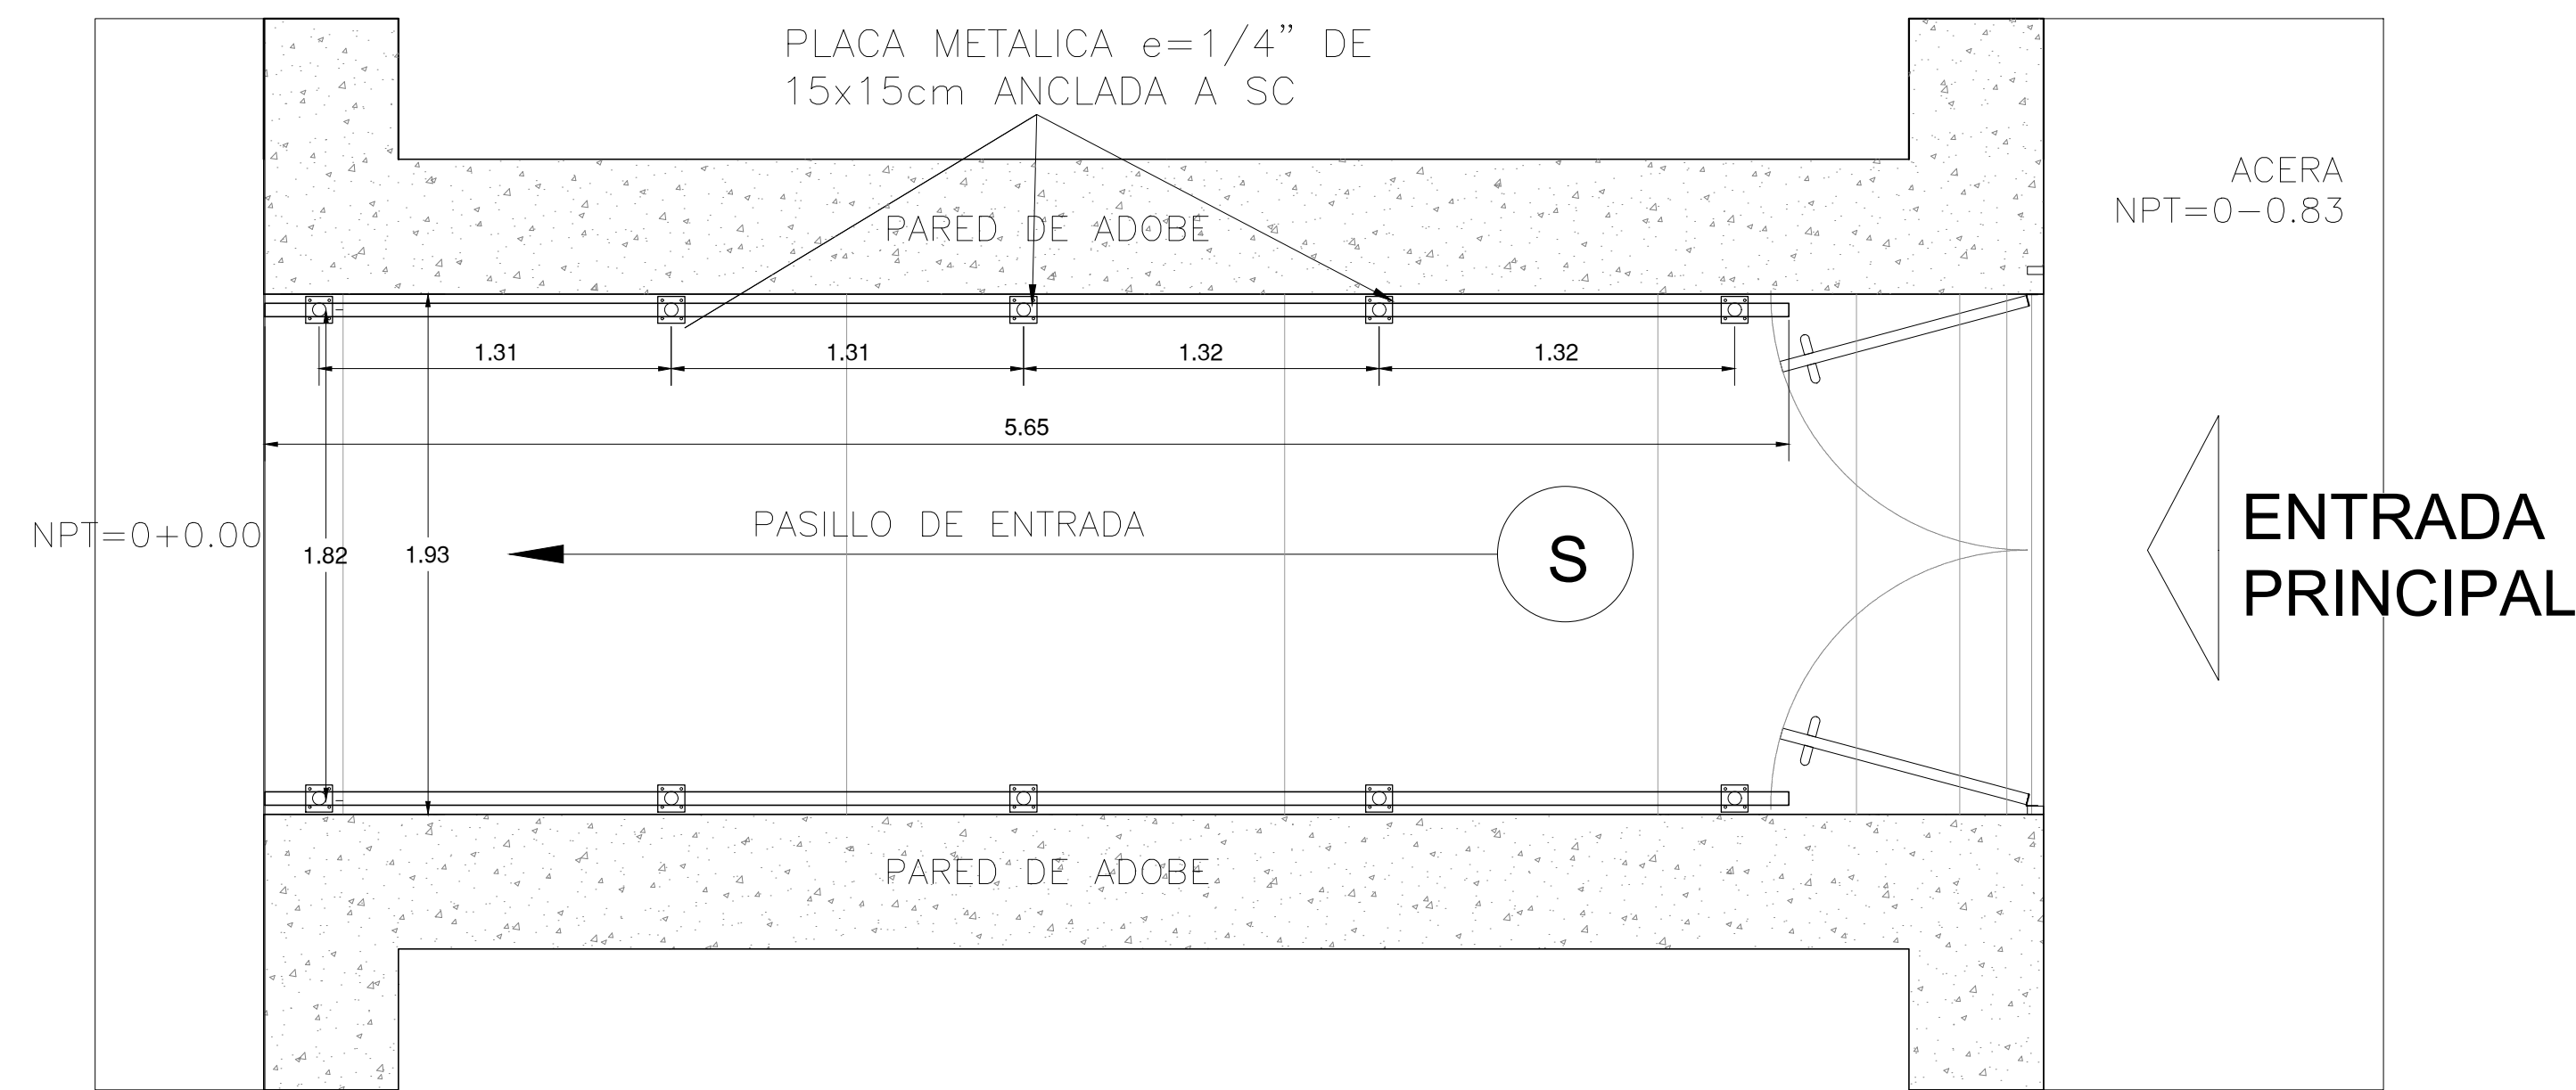 PLACA METALICA e=1/4” DE
15x15cm ANCLADA A SC
ACERA
NPT=0-0.83
PARED DE ADOBE
1.31
1.31
1.32
1.32
5.65
PASILLO DE ENTRADA
S
NPT=0+0.00
1.82
1.93
ENTRADA
PRINCIPAL
PARED DE ADOBE